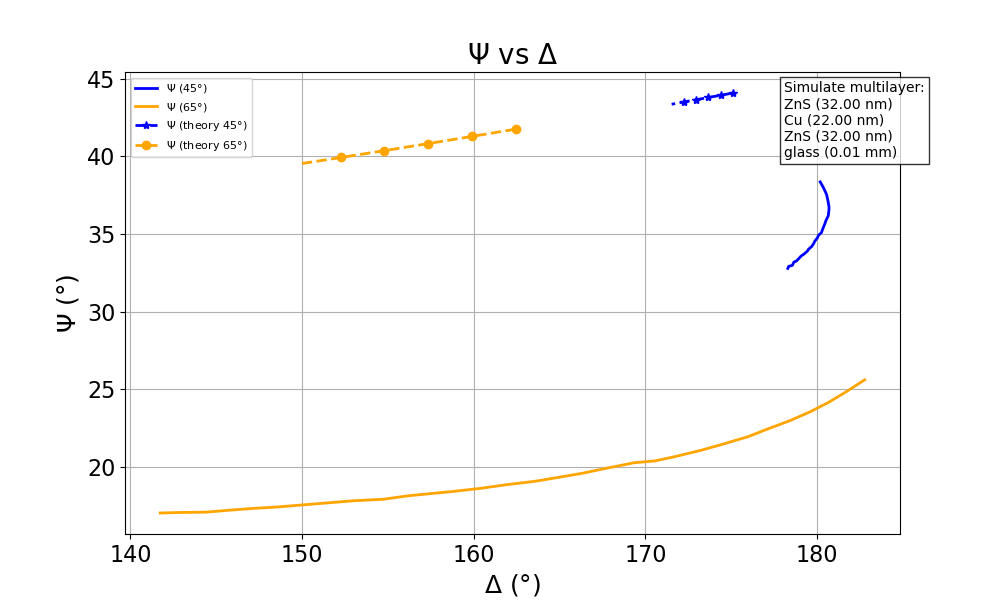 Ψ vs Δ
Ψ (45°)
Ψ (65°)
Ψ (theory 45°)
Ψ (theory 65°)
Simulate multilayer:
ZnS (32.00 nm)
Cu (22.00 nm)
ZnS (32.00 nm)
glass (0.01 mm)
Ψ (°)
45
40
35
30
25
20
140 150 160 170 180
Δ (°)